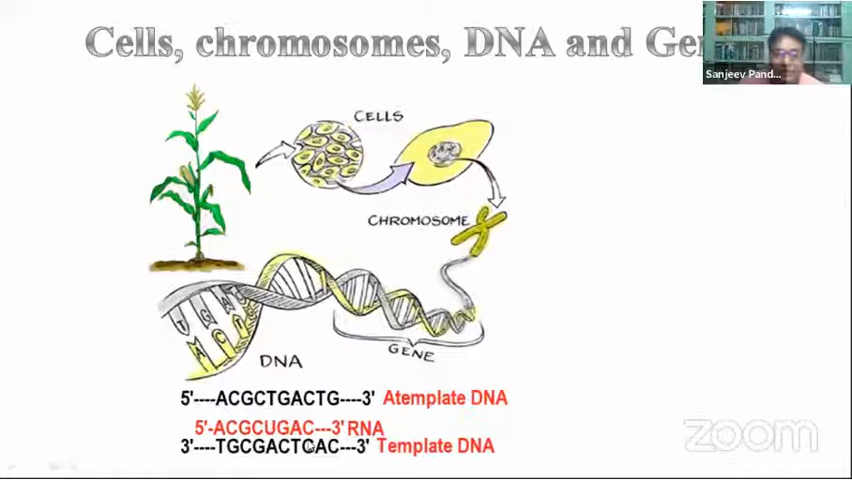 Cells, chromosomes, DNA and Ge
Sanjeev Pand...
CELLS
CHROMOSOME
T G A
A C T
DNA
GENE
5'----ACGCTGACTG----3' Atemplate DNA
5'-ACGCUGAC---3' RNA
3'----TGCGACTGAC---3' Template DNA
zoom